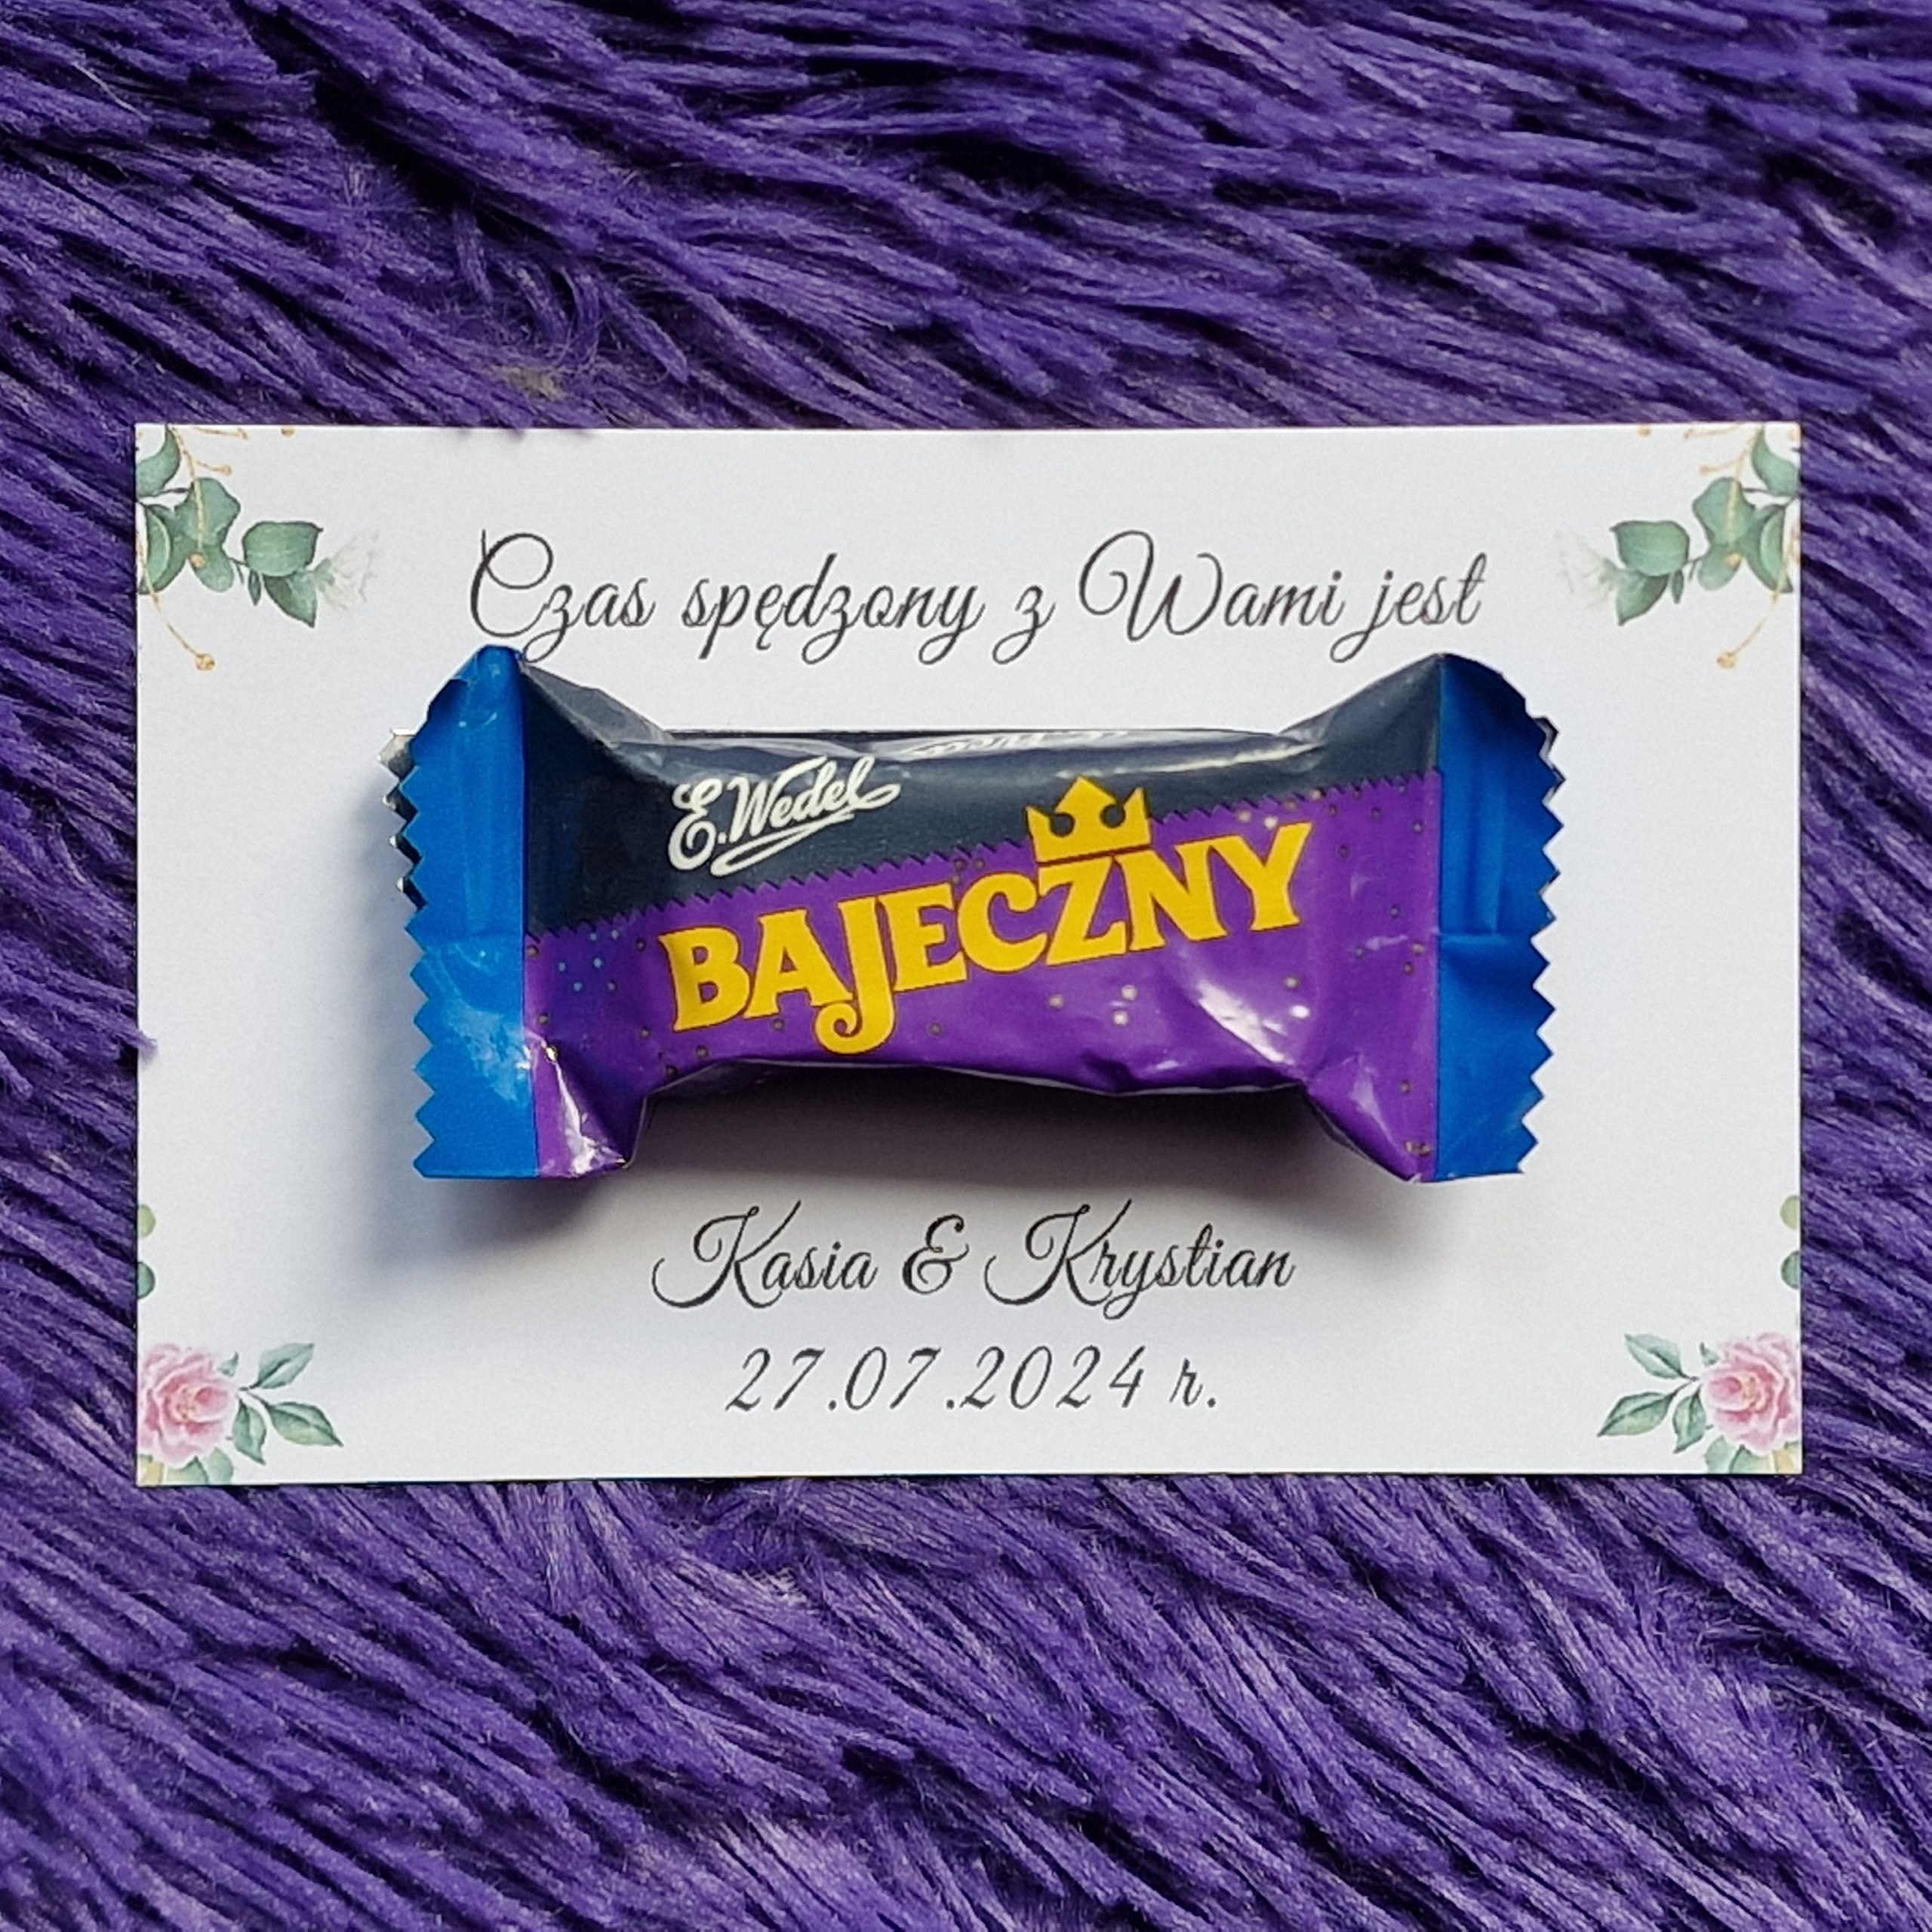 Czas spędzony z Wami jest
E.Wedel
BAJECZNY
Kasia & Krystian
27.07.2024 r.